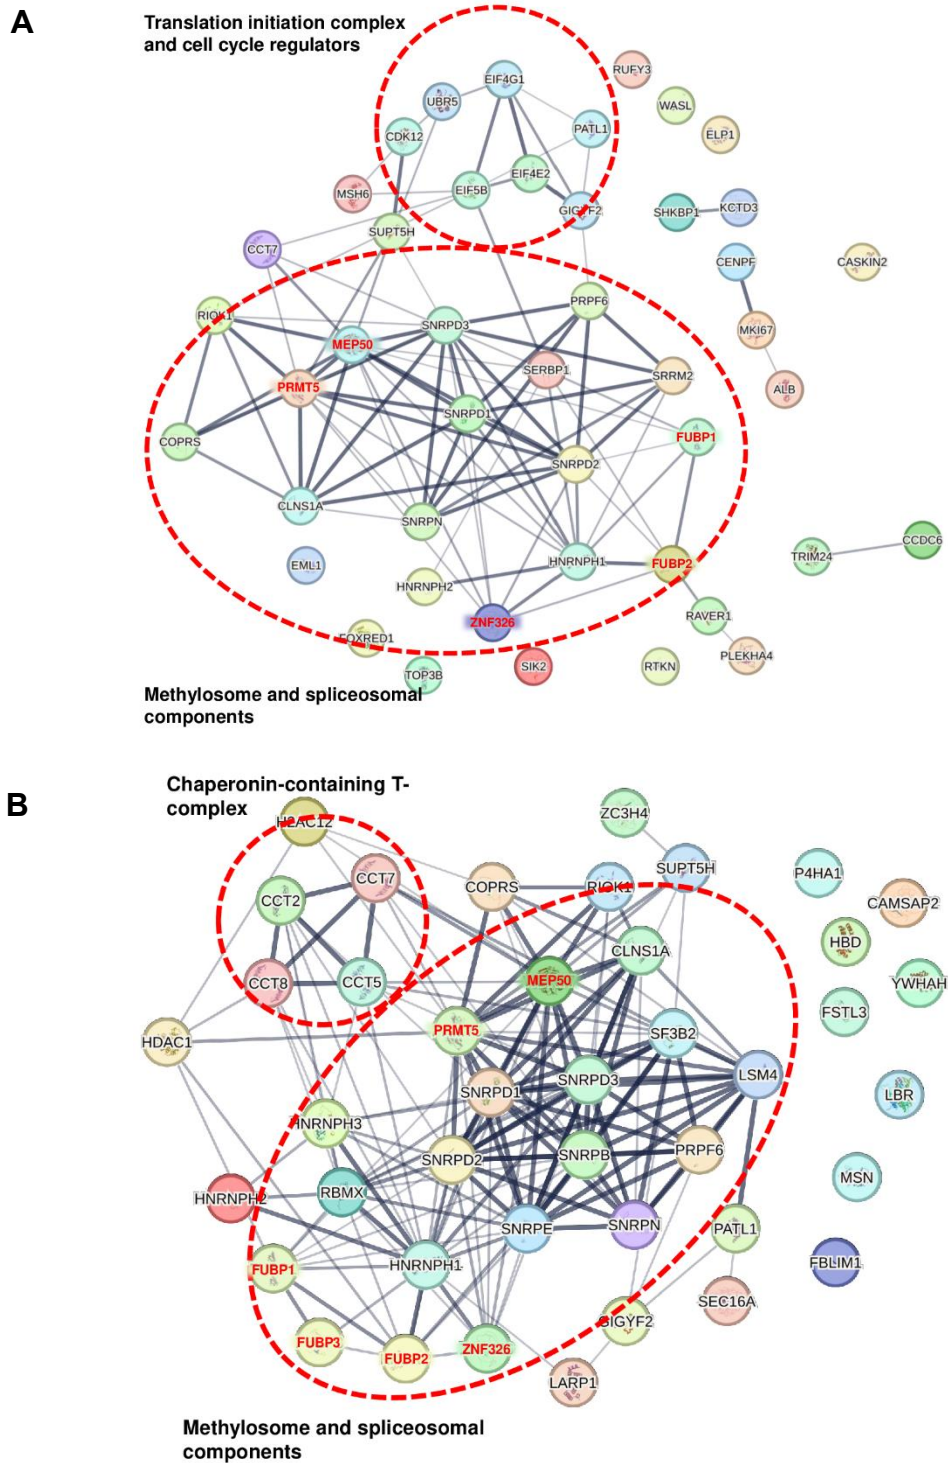 A
Translation initiation complex
and cell cycle regulators
EIF4G1
RUFY3
UBR5
WASL
CDK12
PATL1
ELP1
EIF4E2
MSH6
EIF5B
GIGYF2
SHKBP1
KCTD3
SUPT5H
CCT7
CENPF
CASKIN2
PRPF6
RIOK1
SNRPD3
MKI67
MEP50
SERBP1
SRRM2
PRMT5
ALB
SNRPD1
COPRS
FUBP1
SNRPD2
CLNS1A
SNRPN
CCDC6
TRIM24
EML1
HNRNPH1
FUBP2
HNRNPH2
RAVER1
ZNF326
FOXRED1
PLEKHA4
TOP3B
SIK2
RTKN
Methylosome and spliceosomal
components
B
Chaperonin-containing T-
complex
H2AC12
ZC3H4
CCT7
SUPT5H
P4HA1
COPRS
RIOK1
CCT2
CAMSAP2
HBD
CLNS1A
CCT8
CCT5
MEP50
YWHAH
FSTL3
PRMT5
SF3B2
HDAC1
LSM4
SNRPD3
SNRPD1
LBR
HNRNPH3
SNRPB
PRPF6
SNRPD2
MSN
RBMX
HNRNPH2
SNRPE
SNRPN
PATL1
FUBP1
HNRNPH1
FBLIM1
SEC16A
GIGYF2
FUBP3
FUBP2
ZNF326
LARP1
Methylosome and spliceosomal
components